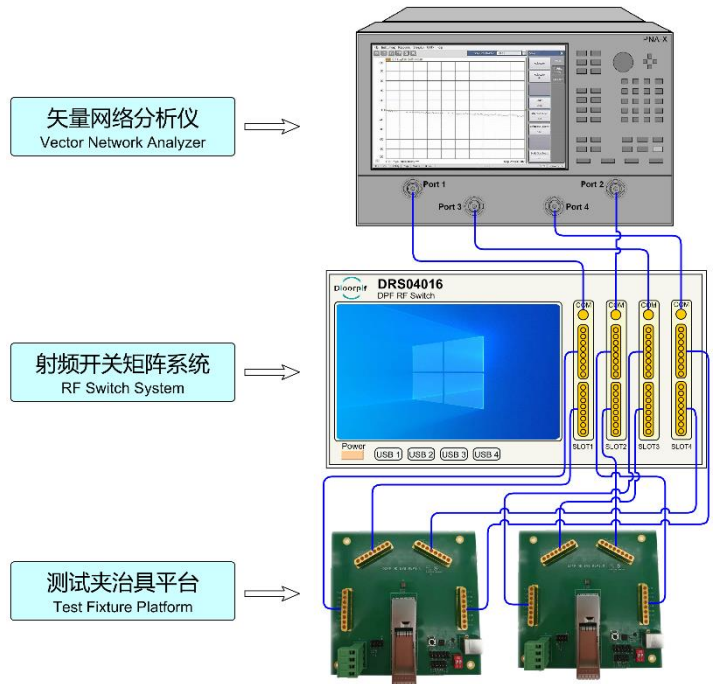 PNA-X
矢量网络分析仪
Vector Network Analyzer
Port 1
Port 2
Port 3
Port 4
Dloorplf
DRS04016
DPF RF Switch
COM
COM
COM
COM
射频开关矩阵系统
RF Switch System
Power
USB 1
USB 2
USB 3
USB 4
SLOT1
SLOT2
SLOT3
SLOT4
测试夹治具平台
Test Fixture Platform